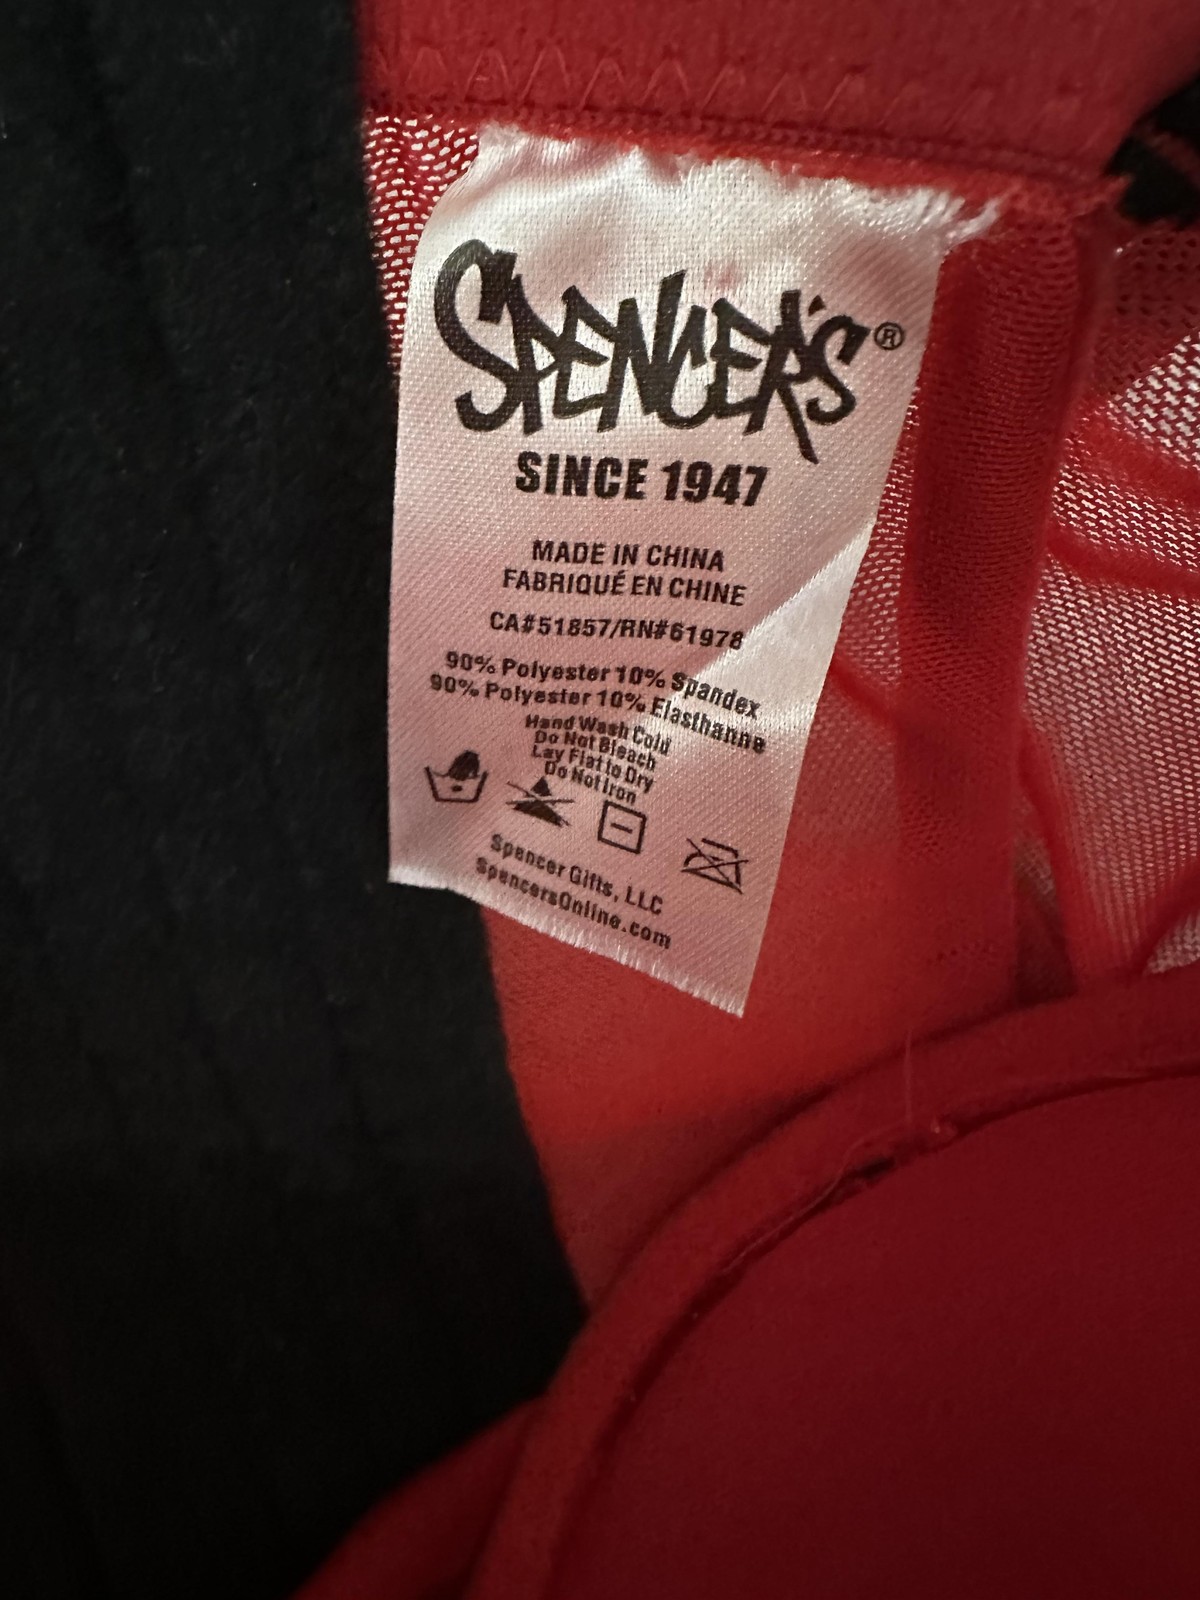 SPENCER'S®
SINCE 1947
MADE IN CHINA
FABRIQUÉ EN CHINE
CA#51857/RN#61978
90% Polyester 10% Spandex
90% Polyester 10% Elasthanne
Hand Wash Cold
Do Not Bleach
Lay Flat to Dry
Do Not Iron
Spencer Gifts, LLC
SpencersOnline.com